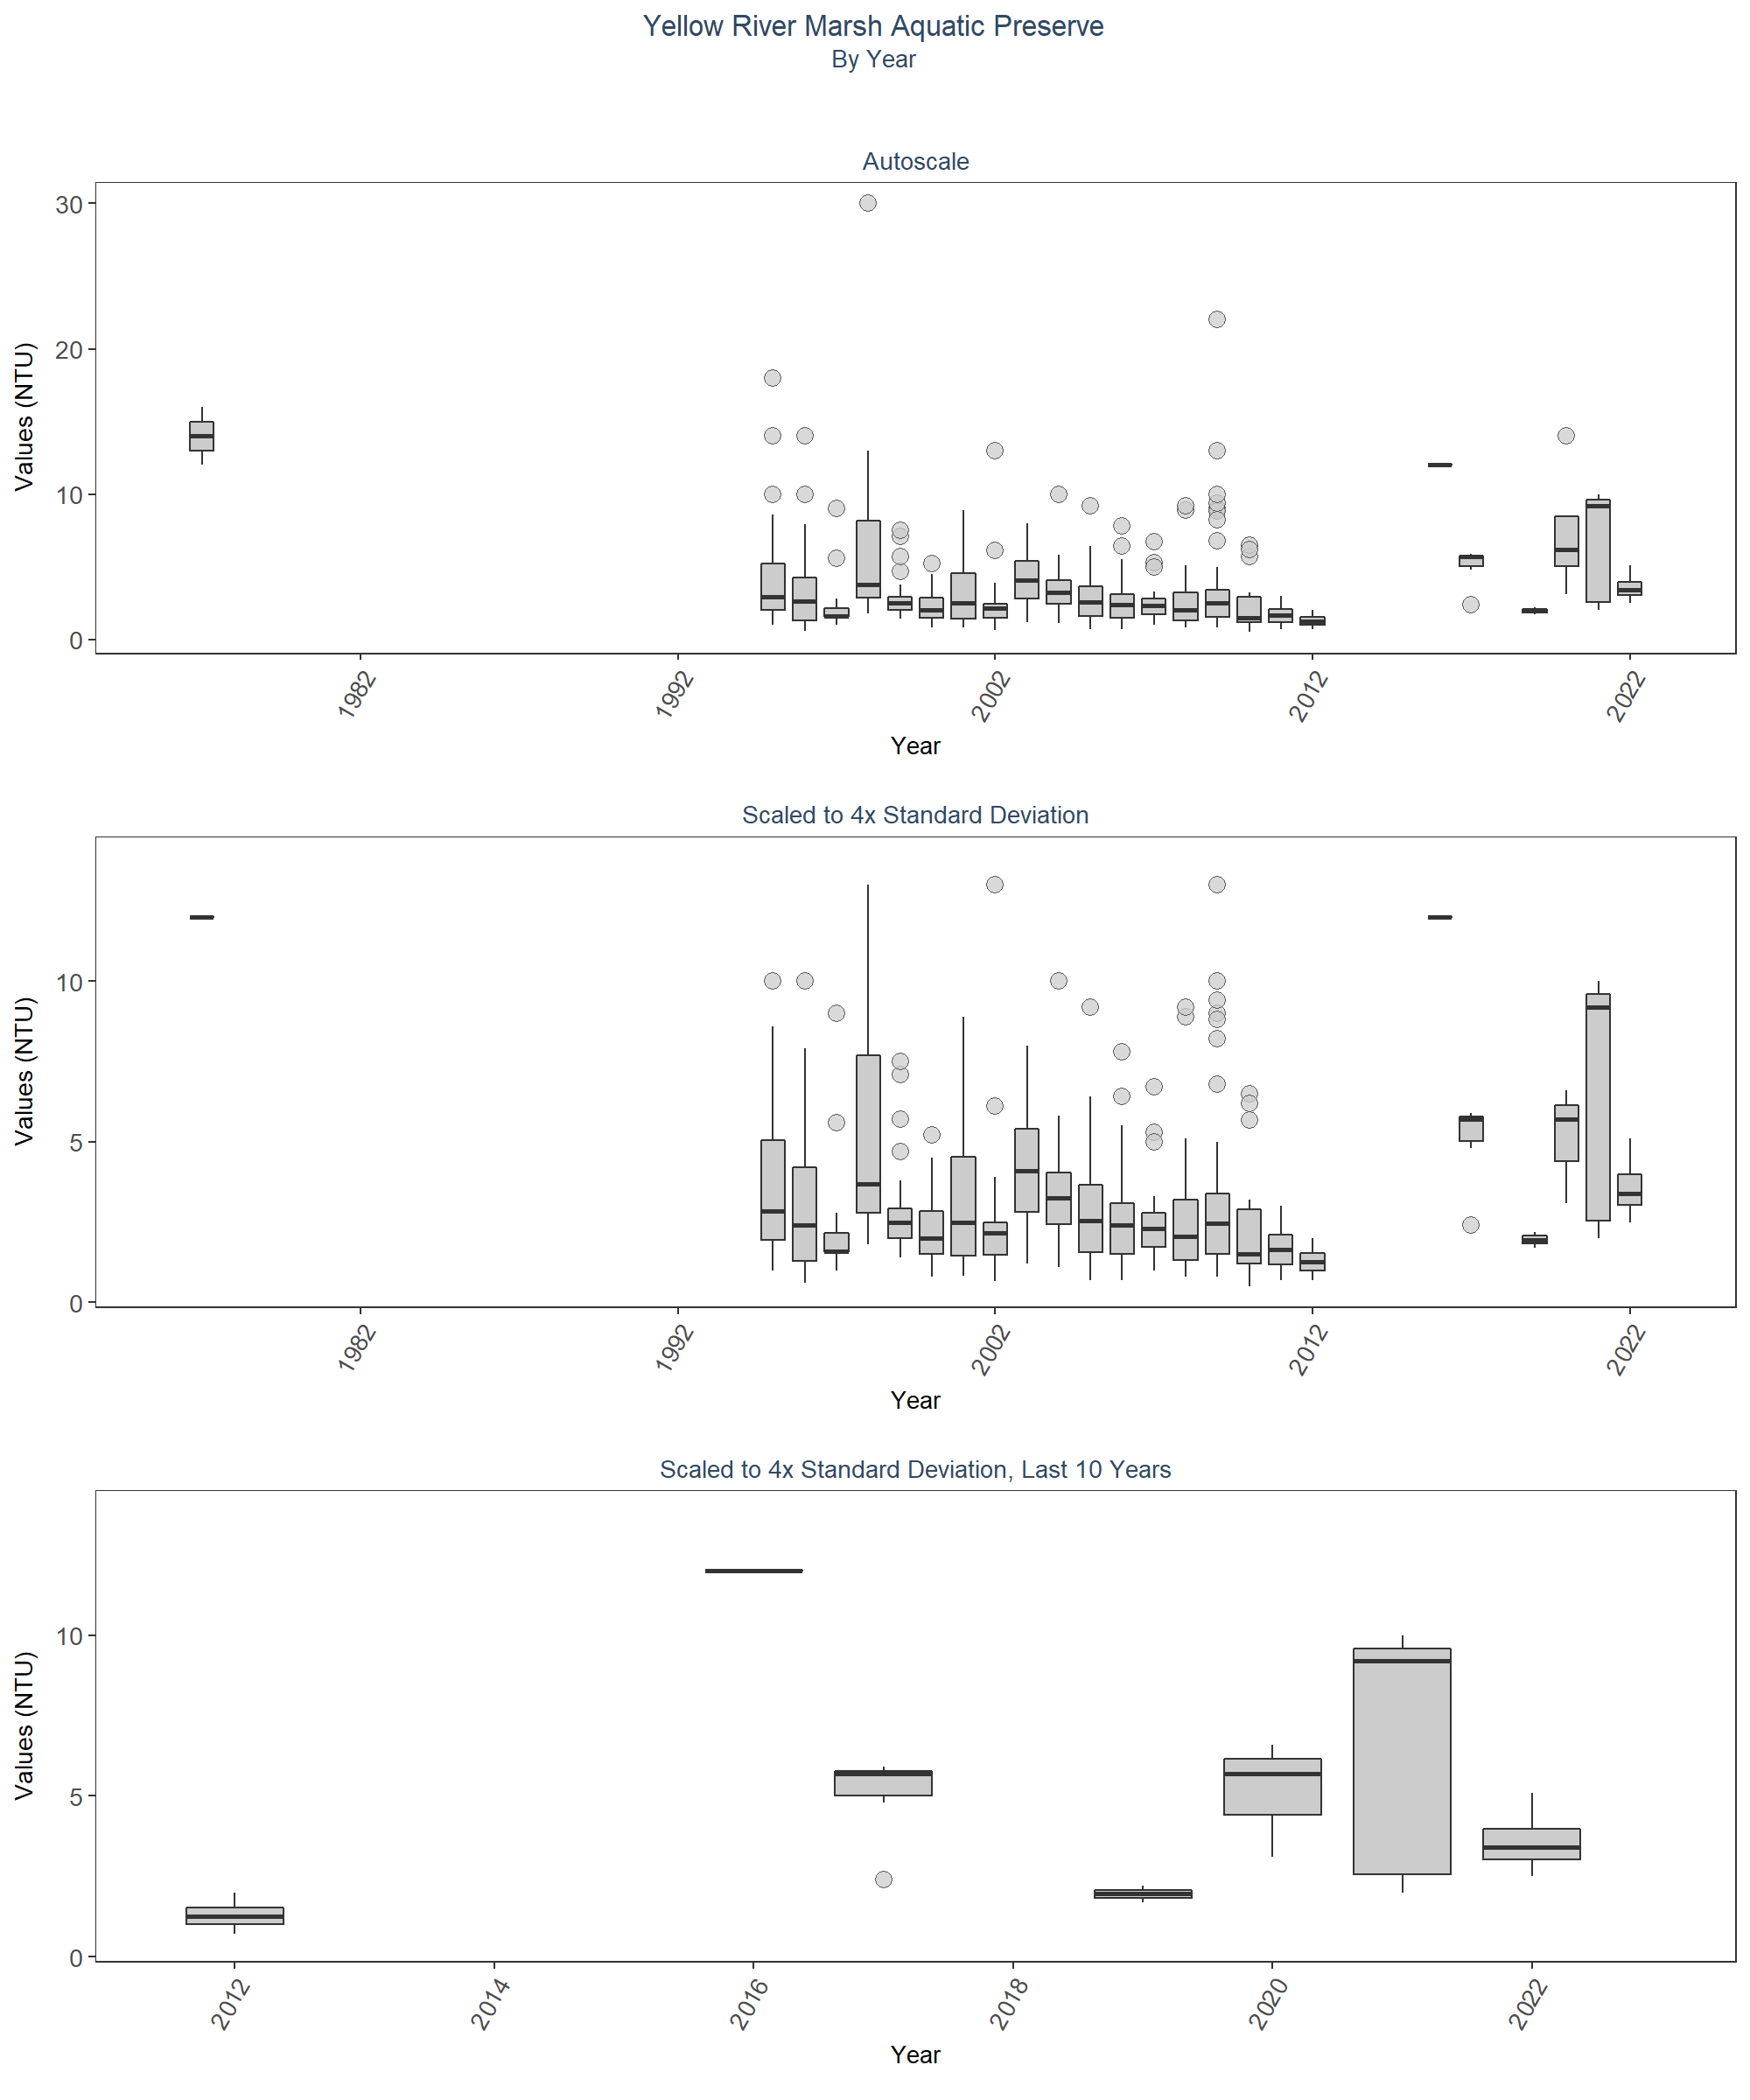 Yellow River Marsh Aquatic Preserve
By Year
Autoscale
30
20
10
0
Values (NTU)
1982
1992
2002
2012
2022
Year
Scaled to 4x Standard Deviation
10
5
0
Values (NTU)
1982
1992
2002
2012
2022
Year
Scaled to 4x Standard Deviation, Last 10 Years
10
5
0
Values (NTU)
2012
2014
2016
2018
2020
2022
Year